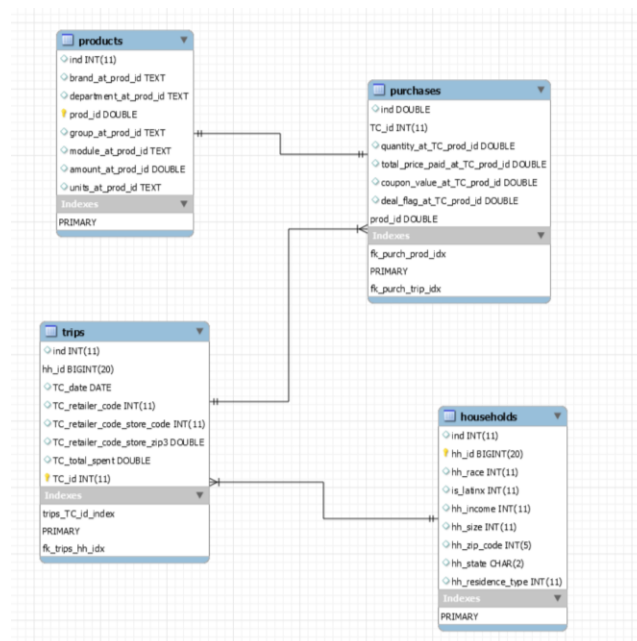 products
ind INT(11)
brand_at_prod_id TEXT
department_at_prod_id TEXT
prod_id DOUBLE
group_at_prod_id TEXT
module_at_prod_id TEXT
amount_at_prod_id DOUBLE
units_at_prod_id TEXT
Indexes
PRIMARY
purchases
ind DOUBLE
TC_id INT(11)
quantity_at_TC_prod_id DOUBLE
total_price_paid_at_TC_prod_id DOUBLE
coupon_value_at_TC_prod_id DOUBLE
deal_flag_at_TC_prod_id DOUBLE
prod_id DOUBLE
Indexes
fk_purch_prod_idx
PRIMARY
fk_purch_trip_idx
trips
ind INT(11)
hh_id BIGINT(20)
TC_date DATE
TC_retailer_code INT(11)
TC_retailer_code_store_code INT(11)
TC_retailer_code_store_zip3 DOUBLE
TC_total_spent DOUBLE
TC_id INT(11)
Indexes
trips_TC_id_index
PRIMARY
fk_trips_hh_idx
households
ind INT(11)
hh_id BIGINT(20)
hh_race INT(11)
is_latinx INT(11)
hh_income INT(11)
hh_size INT(11)
hh_zip_code INT(5)
hh_state CHAR(2)
hh_residence_type INT(11)
Indexes
PRIMARY